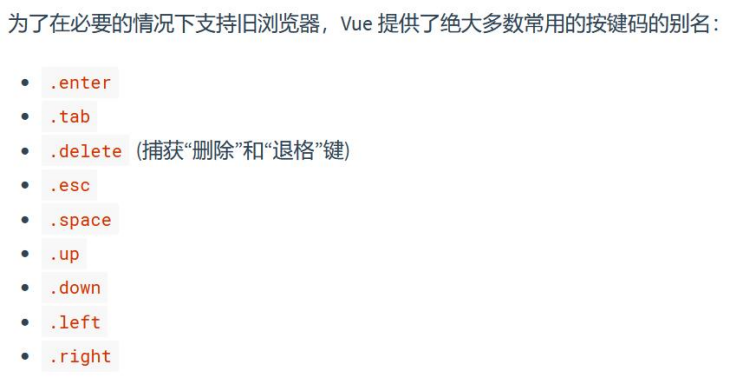 为了在必要的情况下支持旧浏览器，Vue 提供了绝大多数常用的按键码的别名：
.enter
.tab
.delete (捕获“删除”和“退格”键)
.esc
.space
.up
.down
.left
.right